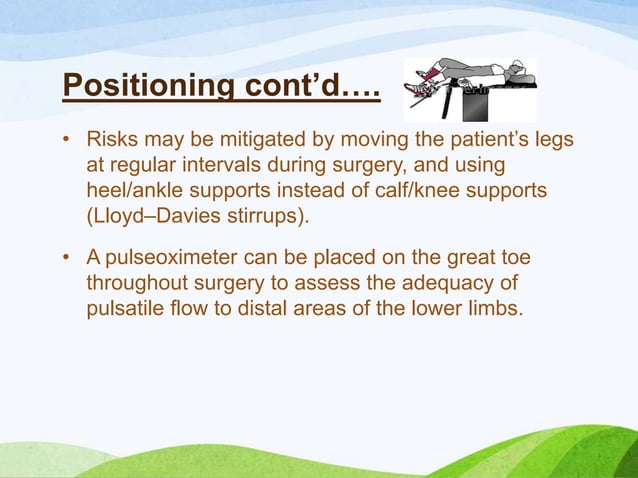 Positioning cont’d….
• Risks may be mitigated by moving the patient’s legs
at regular intervals during surgery, and using
heel/ankle supports instead of calf/knee supports
(Lloyd–Davies stirrups).
• A pulseoximeter can be placed on the great toe
throughout surgery to assess the adequacy of
pulsatile flow to distal areas of the lower limbs.